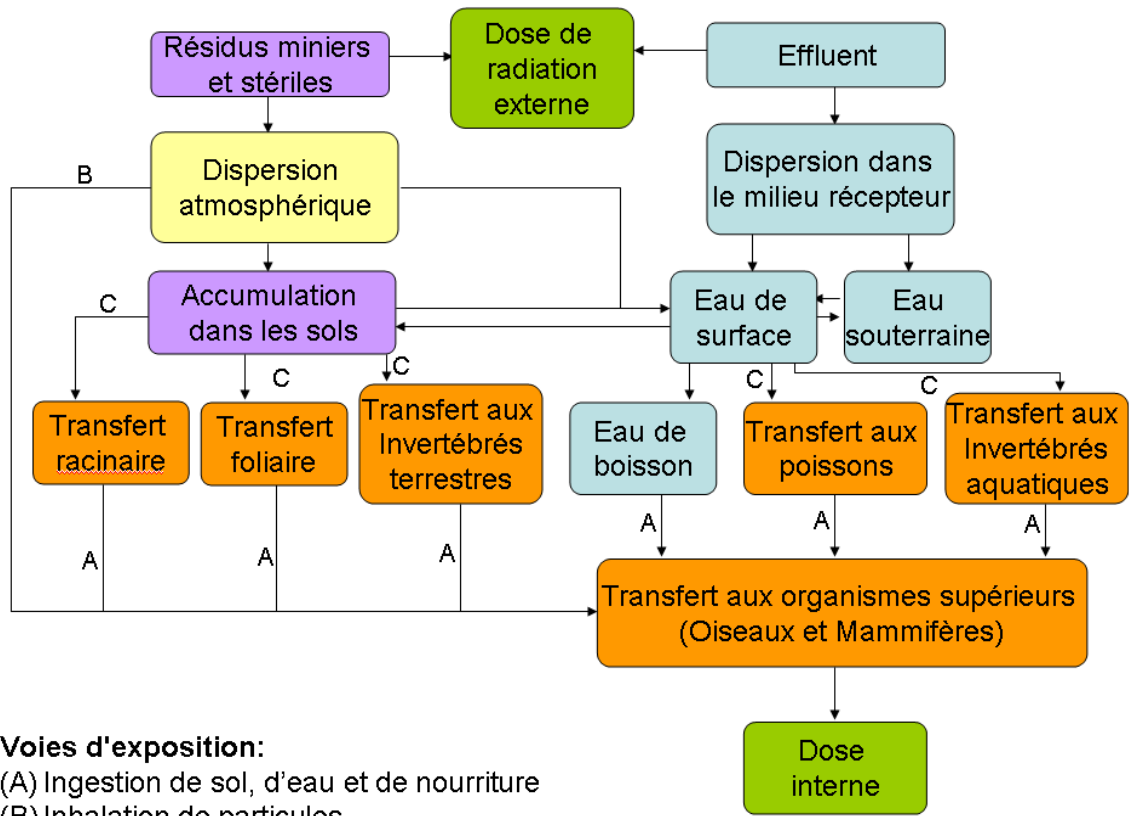 Résidus miniers
et stériles
Dose de
radiation
externe
Effluent
Dispersion
atmosphérique
Dispersion dans
le milieu récepteur
B
Accumulation
dans les sols
Eau de
surface
Eau
souterraine
C
C
C
C
C
Transfert
racinaire
Transfert
foliaire
Transfert aux
Invertébrés
terrestres
Eau de
boisson
Transfert aux
poissons
Transfert aux
Invertébrés
aquatiques
A
A
A
A
A
A
Transfert aux organismes supérieurs
(Oiseaux et Mammifères)
Dose
interne
Voies d'exposition:
(A) Ingestion de sol, d'eau et de nourriture
(B) Inhalation de particules